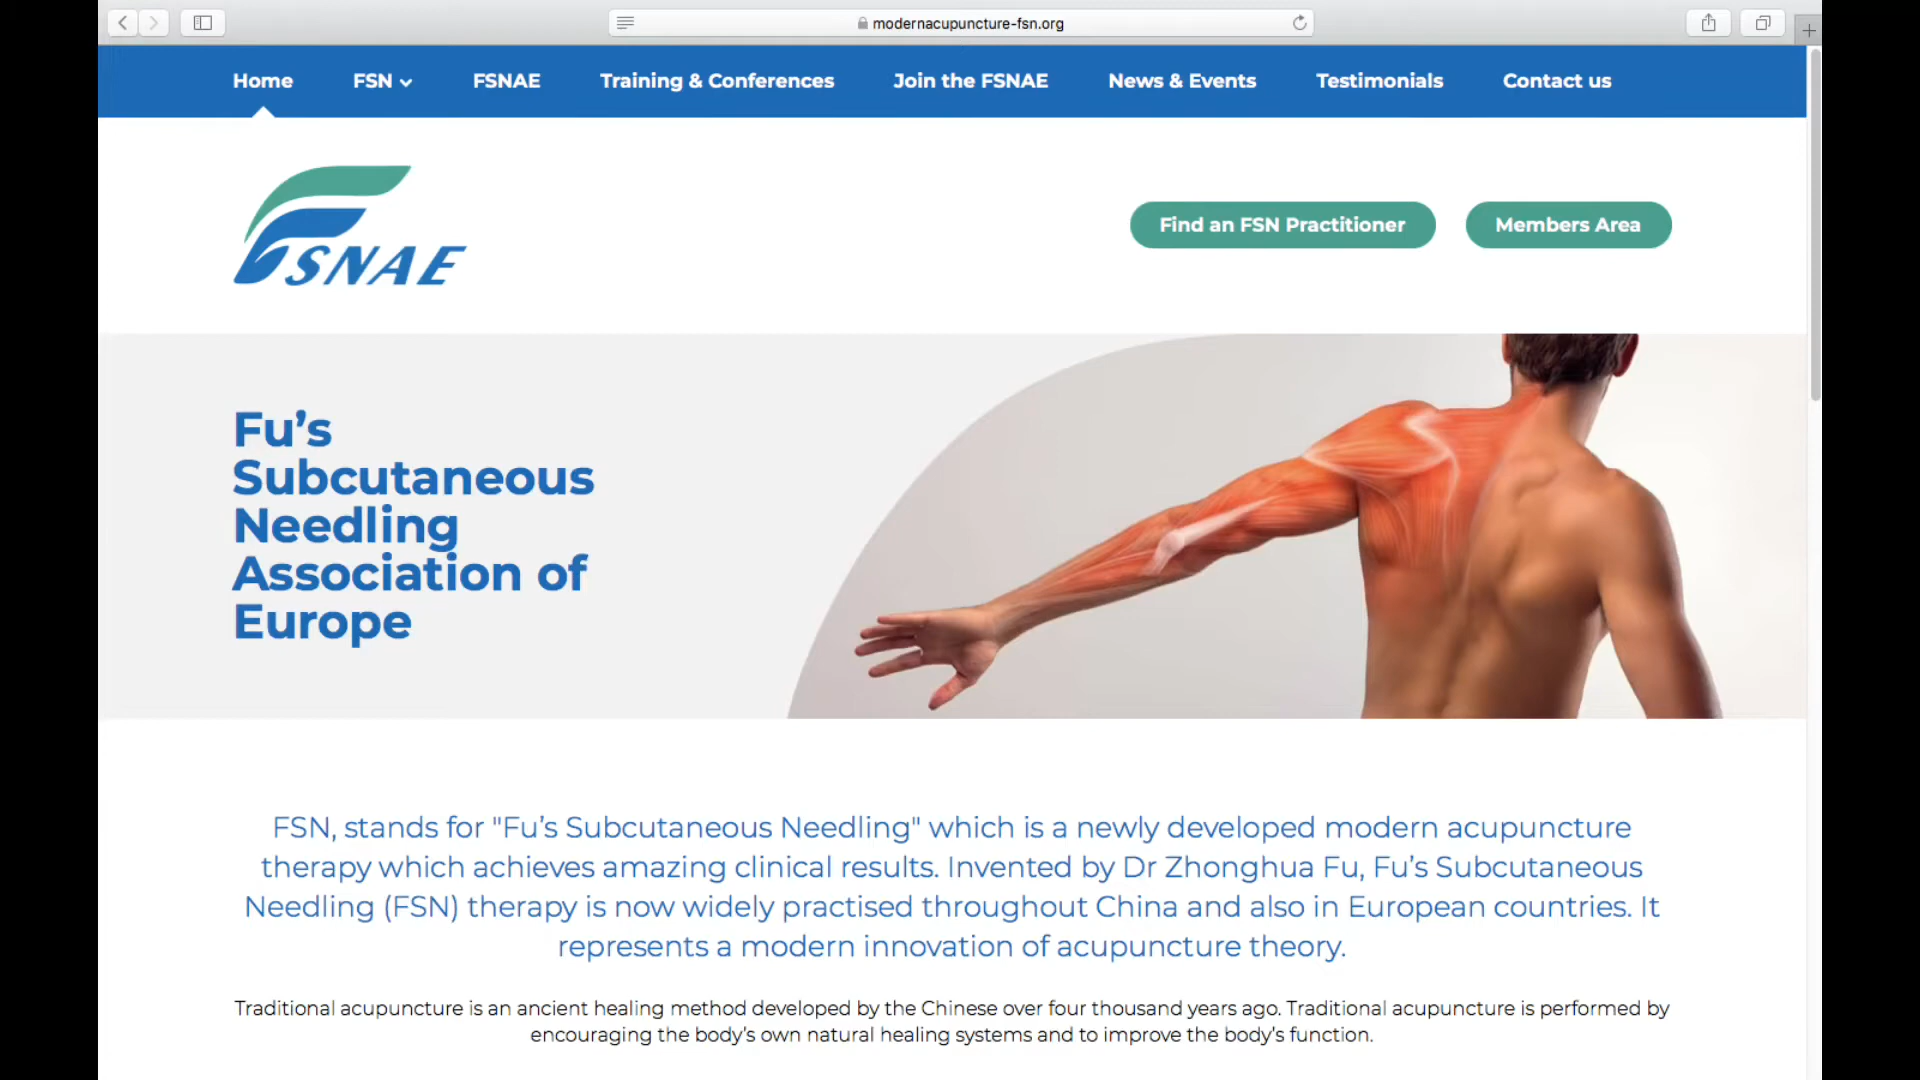 modernacupuncture-fsn.org
Home FSN FSNAE Training & Conferences Join the FSNAE News & Events Testimonials Contact us
FSNAE
Find an FSN Practitioner Members Area
Fu’s
Subcutaneous
Needling
Association of
Europe
FSN, stands for "Fu’s Subcutaneous Needling" which is a newly developed modern acupuncture
therapy which achieves amazing clinical results. Invented by Dr Zhonghua Fu, Fu’s Subcutaneous
Needling (FSN) therapy is now widely practised throughout China and also in European countries. It
represents a modern innovation of acupuncture theory.
Traditional acupuncture is an ancient healing method developed by the Chinese over four thousand years ago. Traditional acupuncture is performed by
encouraging the body’s own natural healing systems and to improve the body’s function.